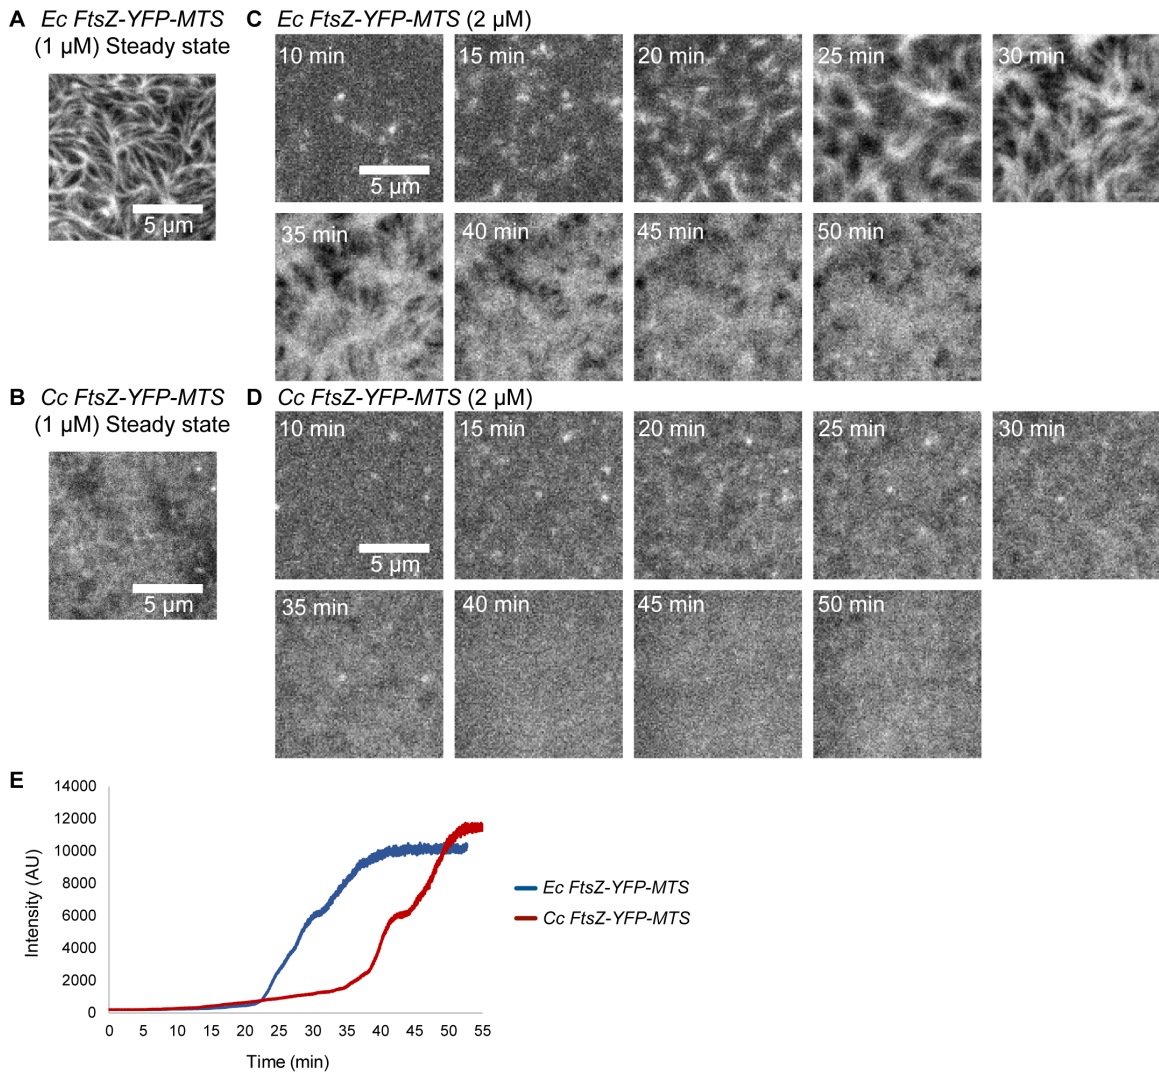 A Ec FtsZ-YFP-MTS
(1 µM) Steady state
5 µm
C Ec FtsZ-YFP-MTS (2 µM)
10 min 15 min 20 min 25 min 30 min
5 µm
35 min 40 min 45 min 50 min
B Cc FtsZ-YFP-MTS
(1 µM) Steady state
5 µm
D Cc FtsZ-YFP-MTS (2 µM)
10 min 15 min 20 min 25 min 30 min
5 µm
35 min 40 min 45 min 50 min
E
14000
12000
10000
8000
6000
4000
2000
0
Intensity (AU)
0 5 10 15 20 25 30 35 40 45 50 55
Time (min)
Ec FtsZ-YFP-MTS
Cc FtsZ-YFP-MTS